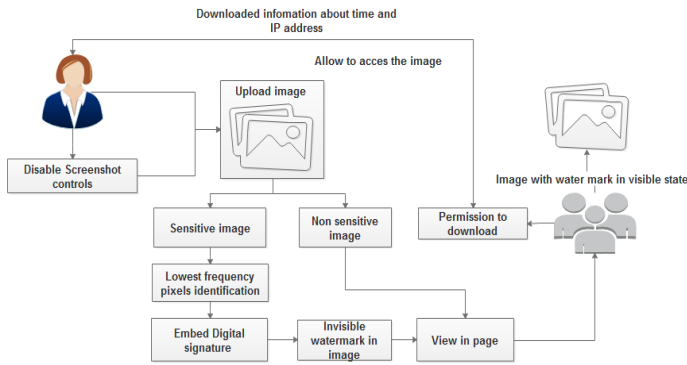 Downloaded infomation about time and
IP address
Allow to acces the image
Upload image
Disable Screenshot
controls
Image with water mark in visible state
Sensitive image
Non sensitive
image
Permission to
download
Lowest frequency
pixels identification
Embed Digital
signature
Invisible
watermark in
image
View in page